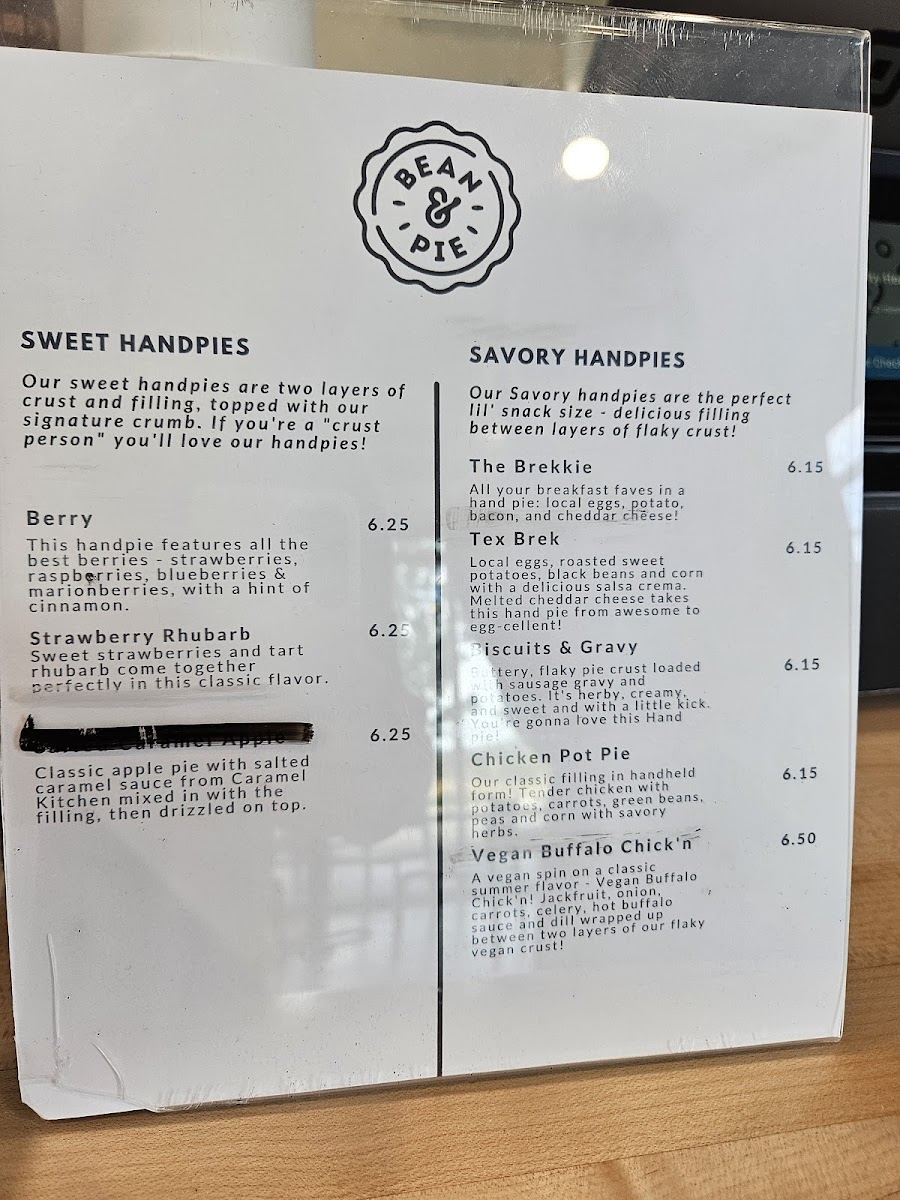 BEAN
&
PIE
SWEET HANDPIES
Our sweet handpies are two layers of
crust and filling, topped with our
signature crumb. If you're a "crust
person" you'll love our handpies!
Berry 6.25
This handpie features all the
best berries - strawberries,
raspberries, blueberries &
marionberries, with a hint of
cinnamon.
Strawberry Rhubarb 6.25
Sweet strawberries and tart
rhubarb come together
perfectly in this classic flavor.
Salted Caramel Apple 6.25
Classic apple pie with salted
caramel sauce from Caramel
Kitchen mixed in with the
filling, then drizzled on top.
SAVORY HANDPIES
Our Savory handpies are the perfect
lil' snack size - delicious filling
between layers of flaky crust!
The Brekkie 6.15
All your breakfast faves in a
hand pie: local eggs, potato,
bacon, and cheddar cheese!
Tex Brek 6.15
Local eggs, roasted sweet
potatoes, black beans and corn
with a delicious salsa crema.
Melted cheddar cheese takes
this hand pie from awesome to
egg-cellent!
Biscuits & Gravy 6.15
Buttery, flaky pie crust loaded
with sausage gravy and
potatoes. It's herby, creamy,
and sweet and with a little kick.
You're gonna love this Hand
pie!
Chicken Pot Pie 6.15
Our classic filling in handheld
form! Tender chicken with
potatoes, carrots, green beans,
peas and corn with savory
herbs.
Vegan Buffalo Chick'n 6.50
A vegan spin on a classic
summer flavor - Vegan Buffalo
Chick'n! Jackfruit, onion,
carrots, celery, hot buffalo
sauce and dill wrapped up
between two layers of our flaky
vegan crust!